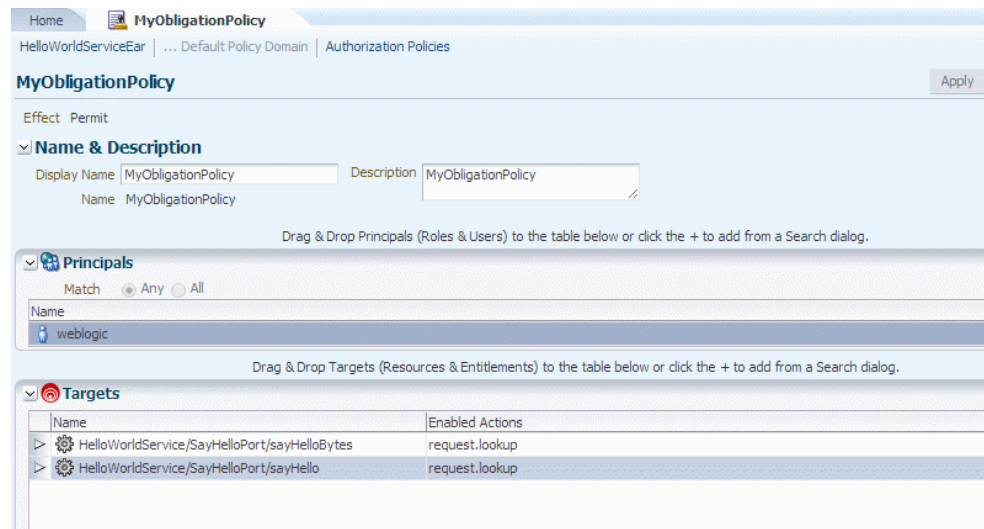 Home MyObligationPolicy
HelloWorldServiceEar | ... Default Policy Domain | Authorization Policies
MyObligationPolicy Apply
Effect Permit
Name & Description
Display Name MyObligationPolicy Description MyObligationPolicy
Name MyObligationPolicy
Drag & Drop Principals (Roles & Users) to the table below or click the + to add from a Search dialog.
Principals
Match Any All
Name
weblogic
Drag & Drop Targets (Resources & Entitlements) to the table below or click the + to add from a Search dialog.
Targets
Name Enabled Actions
HelloWorldService/SayHelloPort/sayHelloBytes request.lookup
HelloWorldService/SayHelloPort/sayHello request.lookup